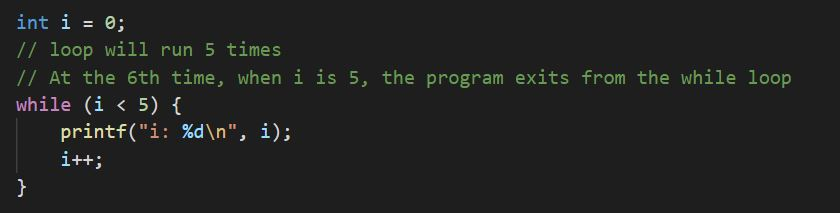 int i = 0;
// loop will run 5 times
// At the 6th time, when i is 5, the program exits from the while loop
while (i < 5) {
    printf("i: %d\n", i);
    i++;
}